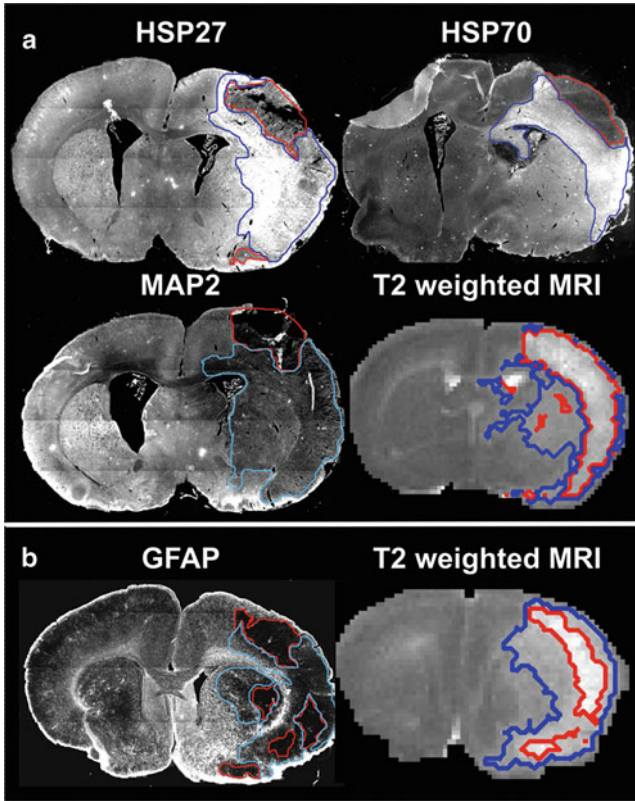 a
HSP27
HSP70
MAP2
T2 weighted MRI
b
GFAP
T2 weighted MRI